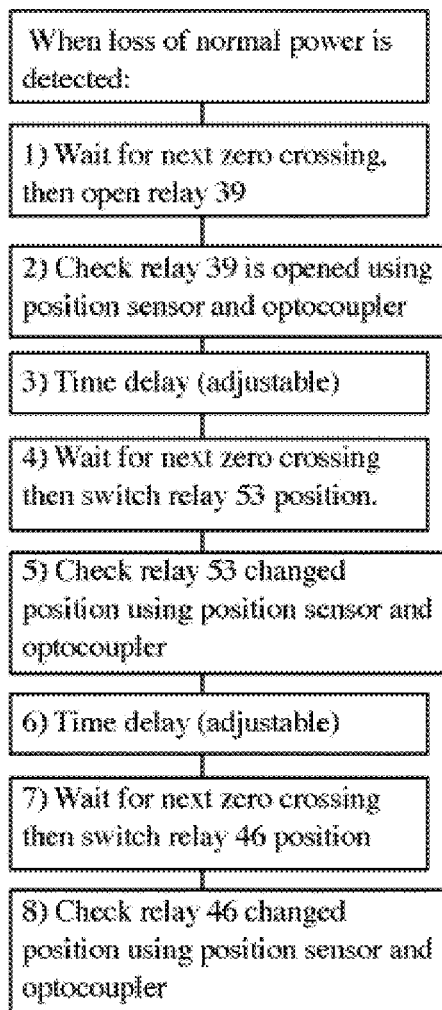 When loss of normal power is
detected:
1) Wait for next zero crossing,
then open relay 39
2) Check relay 39 is opened using
position sensor and optocoupler
3) Time delay (adjustable)
4) Wait for next zero crossing
then switch relay 53 position.
5) Check relay 53 changed
position using position sensor and
optocoupler
6) Time delay (adjustable)
7) Wait for next zero crossing
then switch relay 46 position
8) Check relay 46 changed
position using position sensor and
optocoupler